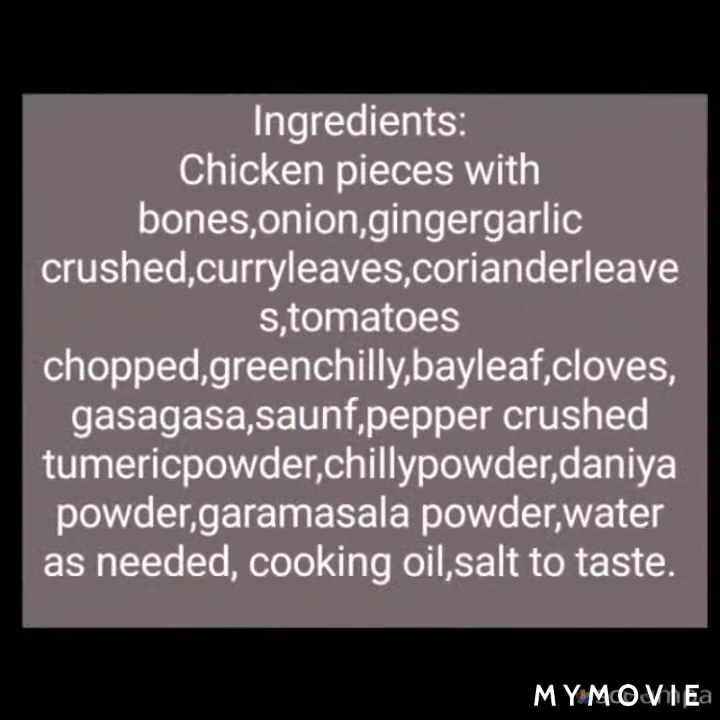 Ingredients:
Chicken pieces with
bones,onion,gingergarlic
crushed,curryleaves,corianderleave
s,tomatoes
chopped,greenchilly,bayleaf,cloves,
gasagasa,saunf,pepper crushed
tumericpowder,chillypowder,daniya
powder,garamasala powder,water
as needed, cooking oil,salt to taste.
MYMOVIE